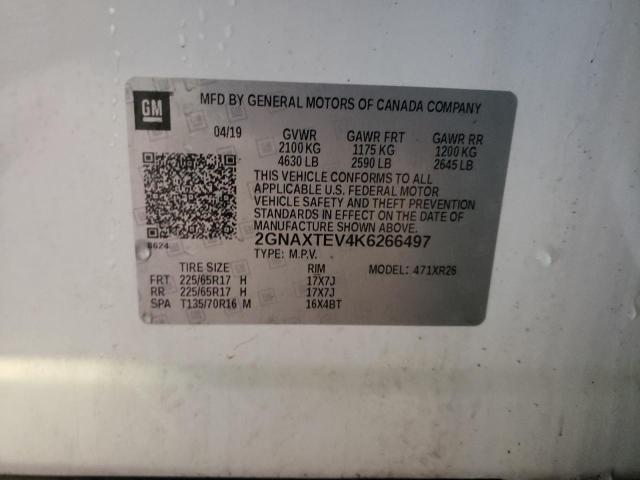 GM
MFD BY GENERAL MOTORS OF CANADA COMPANY
04/19 GVWR GAWR FRT GAWR RR
2100 KG 1175 KG 1200 KG
4630 LB 2590 LB 2645 LB
THIS VEHICLE CONFORMS TO ALL
APPLICABLE U.S. FEDERAL MOTOR
VEHICLE SAFETY AND THEFT PREVENTION
STANDARDS IN EFFECT ON THE DATE OF
MANUFACTURE SHOWN ABOVE.
8624 2GNAXTEV4K6266497
TYPE: M.P.V.
TIRE SIZE RIM MODEL: 471XR26
FRT 225/65R17 H 17X7J
RR 225/65R17 H 17X7J
SPA T135/70R16 M 16X4BT